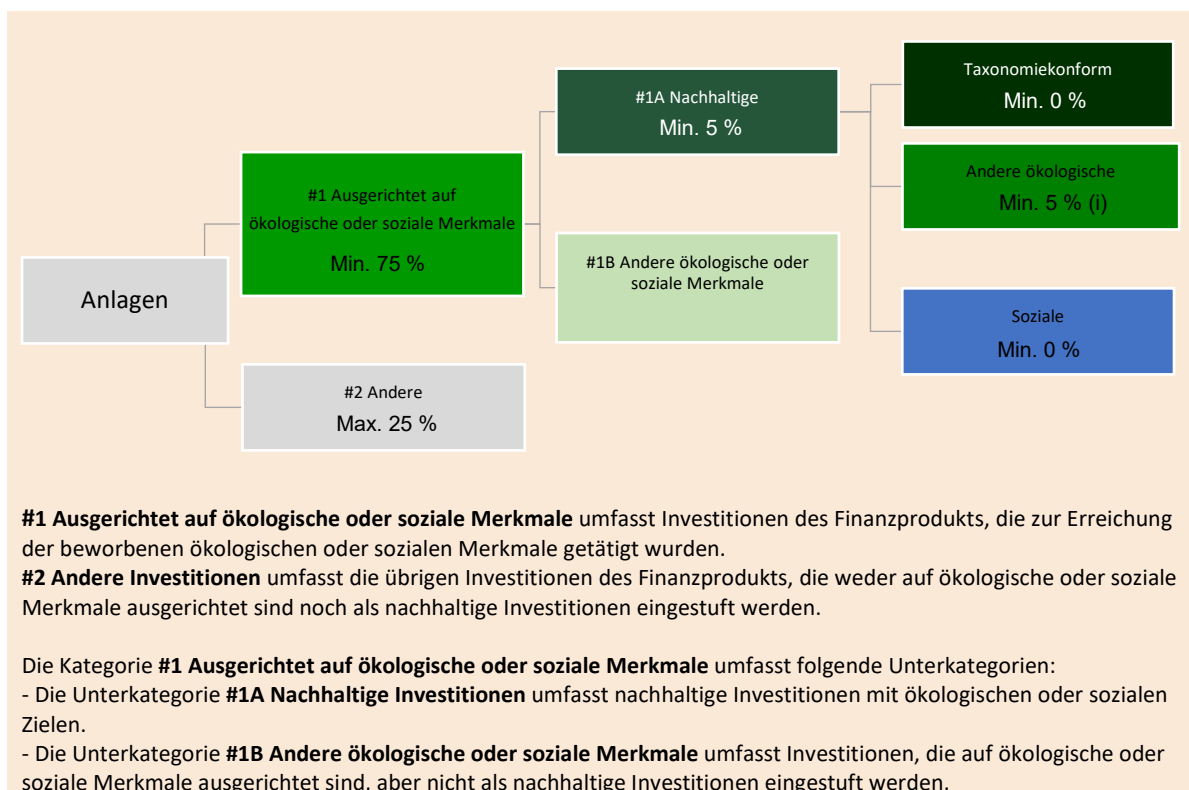 Taxonomiekonform
Min. 0 %
#1A Nachhaltige
Min. 5 %
Andere ökologische
Min. 5 % (i)
#1 Ausgerichtet auf
ökologische oder soziale Merkmale
Min. 75 %
#1B Andere ökologische oder
soziale Merkmale
Anlagen
Soziale
Min. 0 %
#2 Andere
Max. 25 %
#1 Ausgerichtet auf ökologische oder soziale Merkmale umfasst Investitionen des Finanzprodukts, die zur Erreichung
der beworbenen ökologischen oder sozialen Merkmale getätigt wurden.
#2 Andere Investitionen umfasst die übrigen Investitionen des Finanzprodukts, die weder auf ökologische oder soziale
Merkmale ausgerichtet sind noch als nachhaltige Investitionen eingestuft werden.
Die Kategorie #1 Ausgerichtet auf ökologische oder soziale Merkmale umfasst folgende Unterkategorien:
- Die Unterkategorie #1A Nachhaltige Investitionen umfasst nachhaltige Investitionen mit ökologischen oder sozialen
Zielen.
- Die Unterkategorie #1B Andere ökologische oder soziale Merkmale umfasst Investitionen, die auf ökologische oder
soziale Merkmale ausgerichtet sind, aber nicht als nachhaltige Investitionen eingestuft werden.